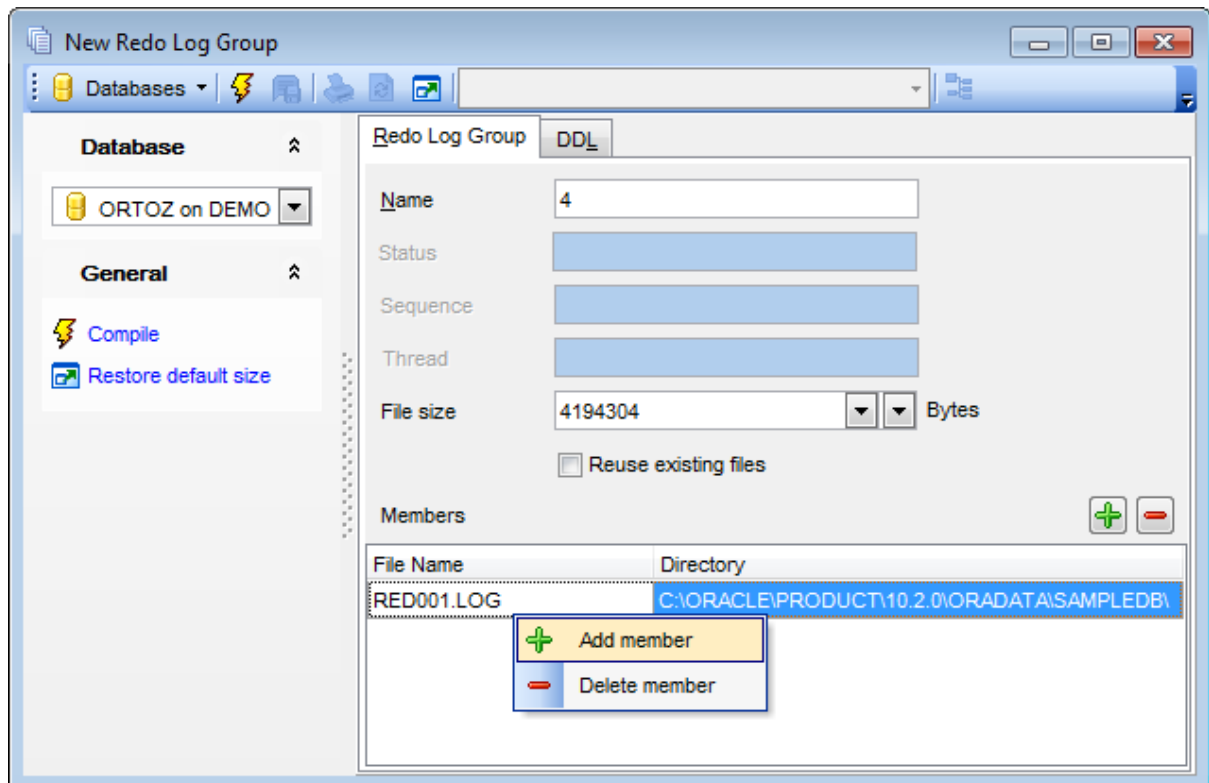 New Redo Log Group
Databases
Database
ORTOZ on DEMO
General
Compile
Restore default size
Redo Log Group
DDL
Name
4
Status
Sequence
Thread
File size
4194304
Bytes
Reuse existing files
Members
File Name
Directory
RED001.LOG
C:\ORACLE\PRODUCT\10.2.0\ORADATA\SAMPLEDB\
Add member
Delete member